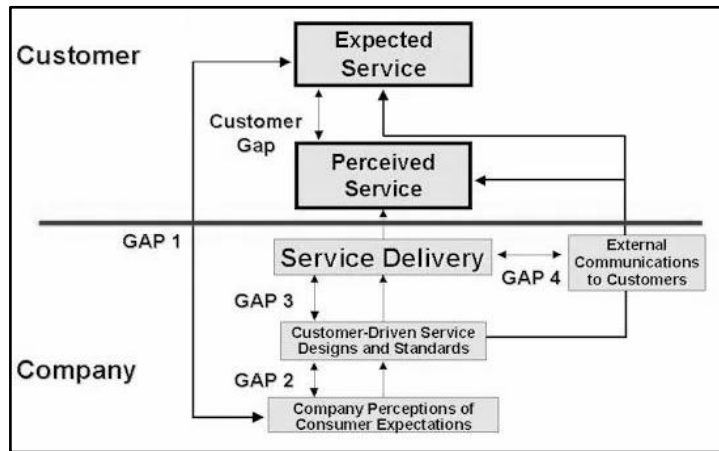 Customer
Expected
Service
Customer
Gap
Perceived
Service
GAP 1
Service Delivery
GAP 4
External
Communications
to Customers
GAP 3
Customer-Driven Service
Designs and Standards
Company
GAP 2
Company Perceptions of
Consumer Expectations